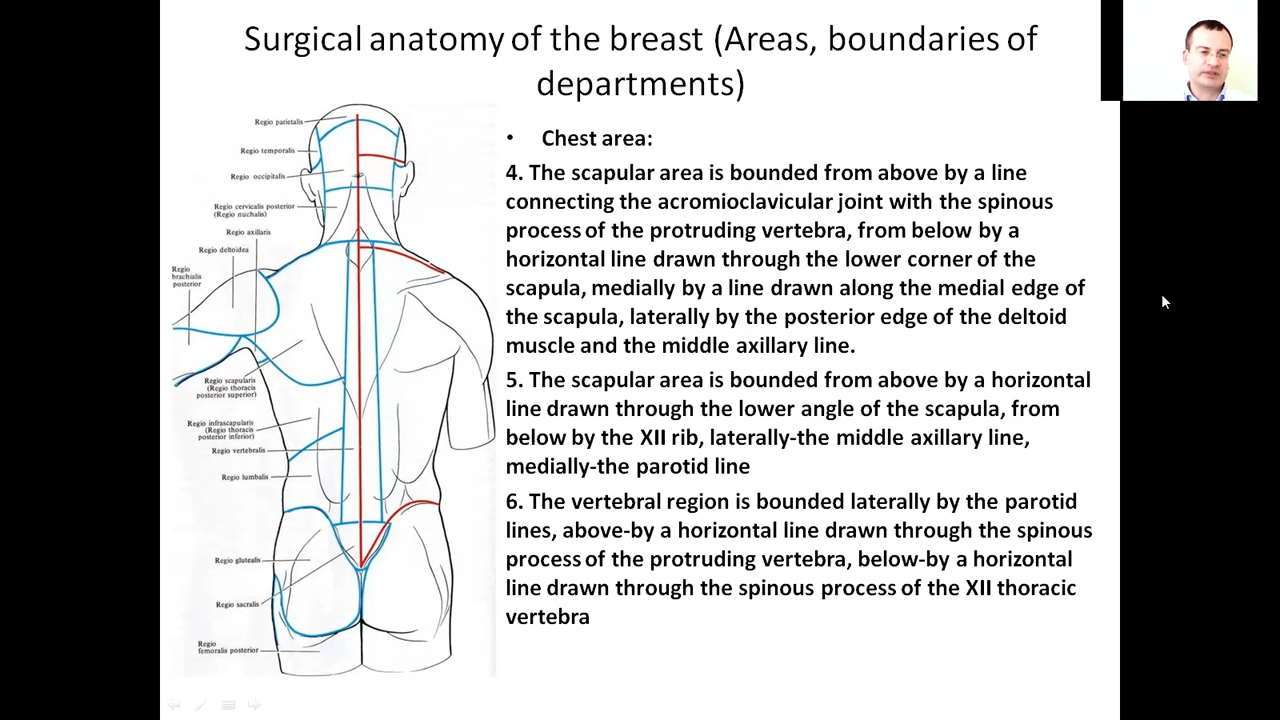 Surgical anatomy of the breast (Areas, boundaries of
departments)
Regio parietalis
Regio temporalis
Regio occipitalis
Regio cervicalis posterior
(Regio nuchalis)
Regio axillaris
Regio deltoidea
Regio
brachialis
posterior
Regio scapularis
(Regio thoracis
posterior superior)
Regio infrascapularis
(Regio thoracis
posterior inferior)
Regio vertebralis
Regio lumbalis
Regio glutealis
Regio sacralis
Regio
femoralis posterior
• Chest area:
4. The scapular area is bounded from above by a line
connecting the acromioclavicular joint with the spinous
process of the protruding vertebra, from below by a
horizontal line drawn through the lower corner of the
scapula, medially by a line drawn along the medial edge of
the scapula, laterally by the posterior edge of the deltoid
muscle and the middle axillary line.
5. The scapular area is bounded from above by a horizontal
line drawn through the lower angle of the scapula, from
below by the XII rib, laterally-the middle axillary line,
medially-the parotid line
6. The vertebral region is bounded laterally by the parotid
lines, above-by a horizontal line drawn through the spinous
process of the protruding vertebra, below-by a horizontal
line drawn through the spinous process of the XII thoracic
vertebra